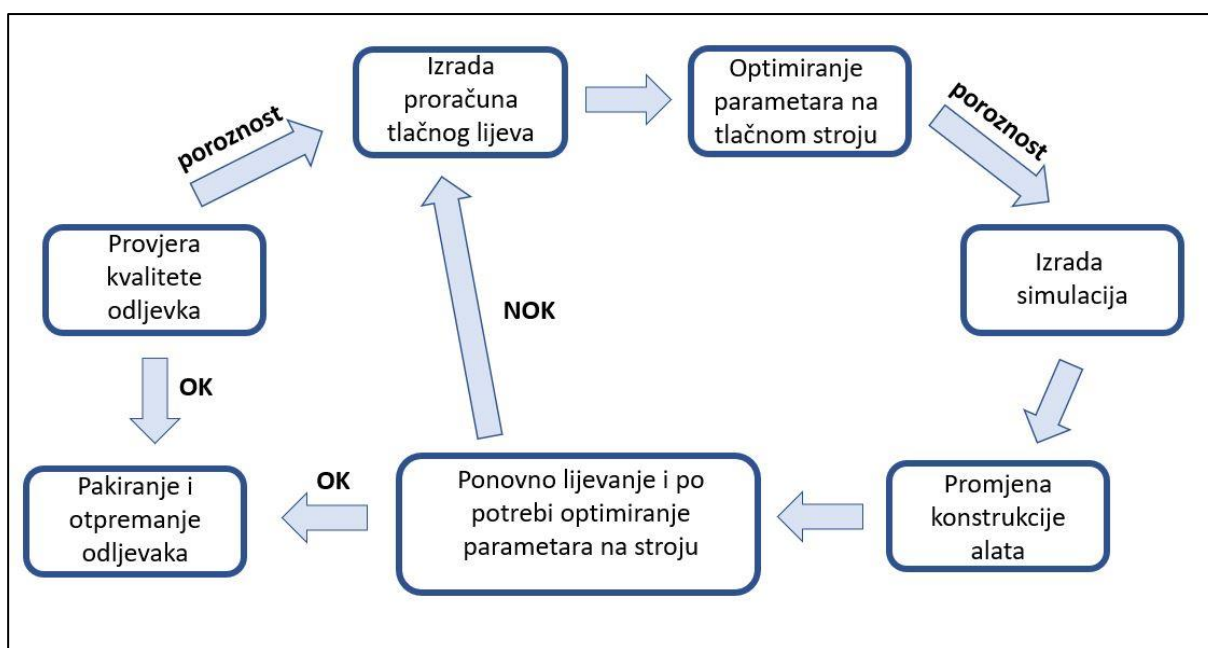 Izrada
proračuna
tlačnog lijeva
Optimiranje
parametara na
tlačnom stroju
poroznost
poroznost
Provjera
kvalitete
odljevka
Izrada
simulacija
NOK
OK
Pakiranje i
otpremanje
odljevaka
OK
Ponovno lijevanje i po
potrebi optimiranje
parametara na stroju
Promjena
konstrukcije
alata